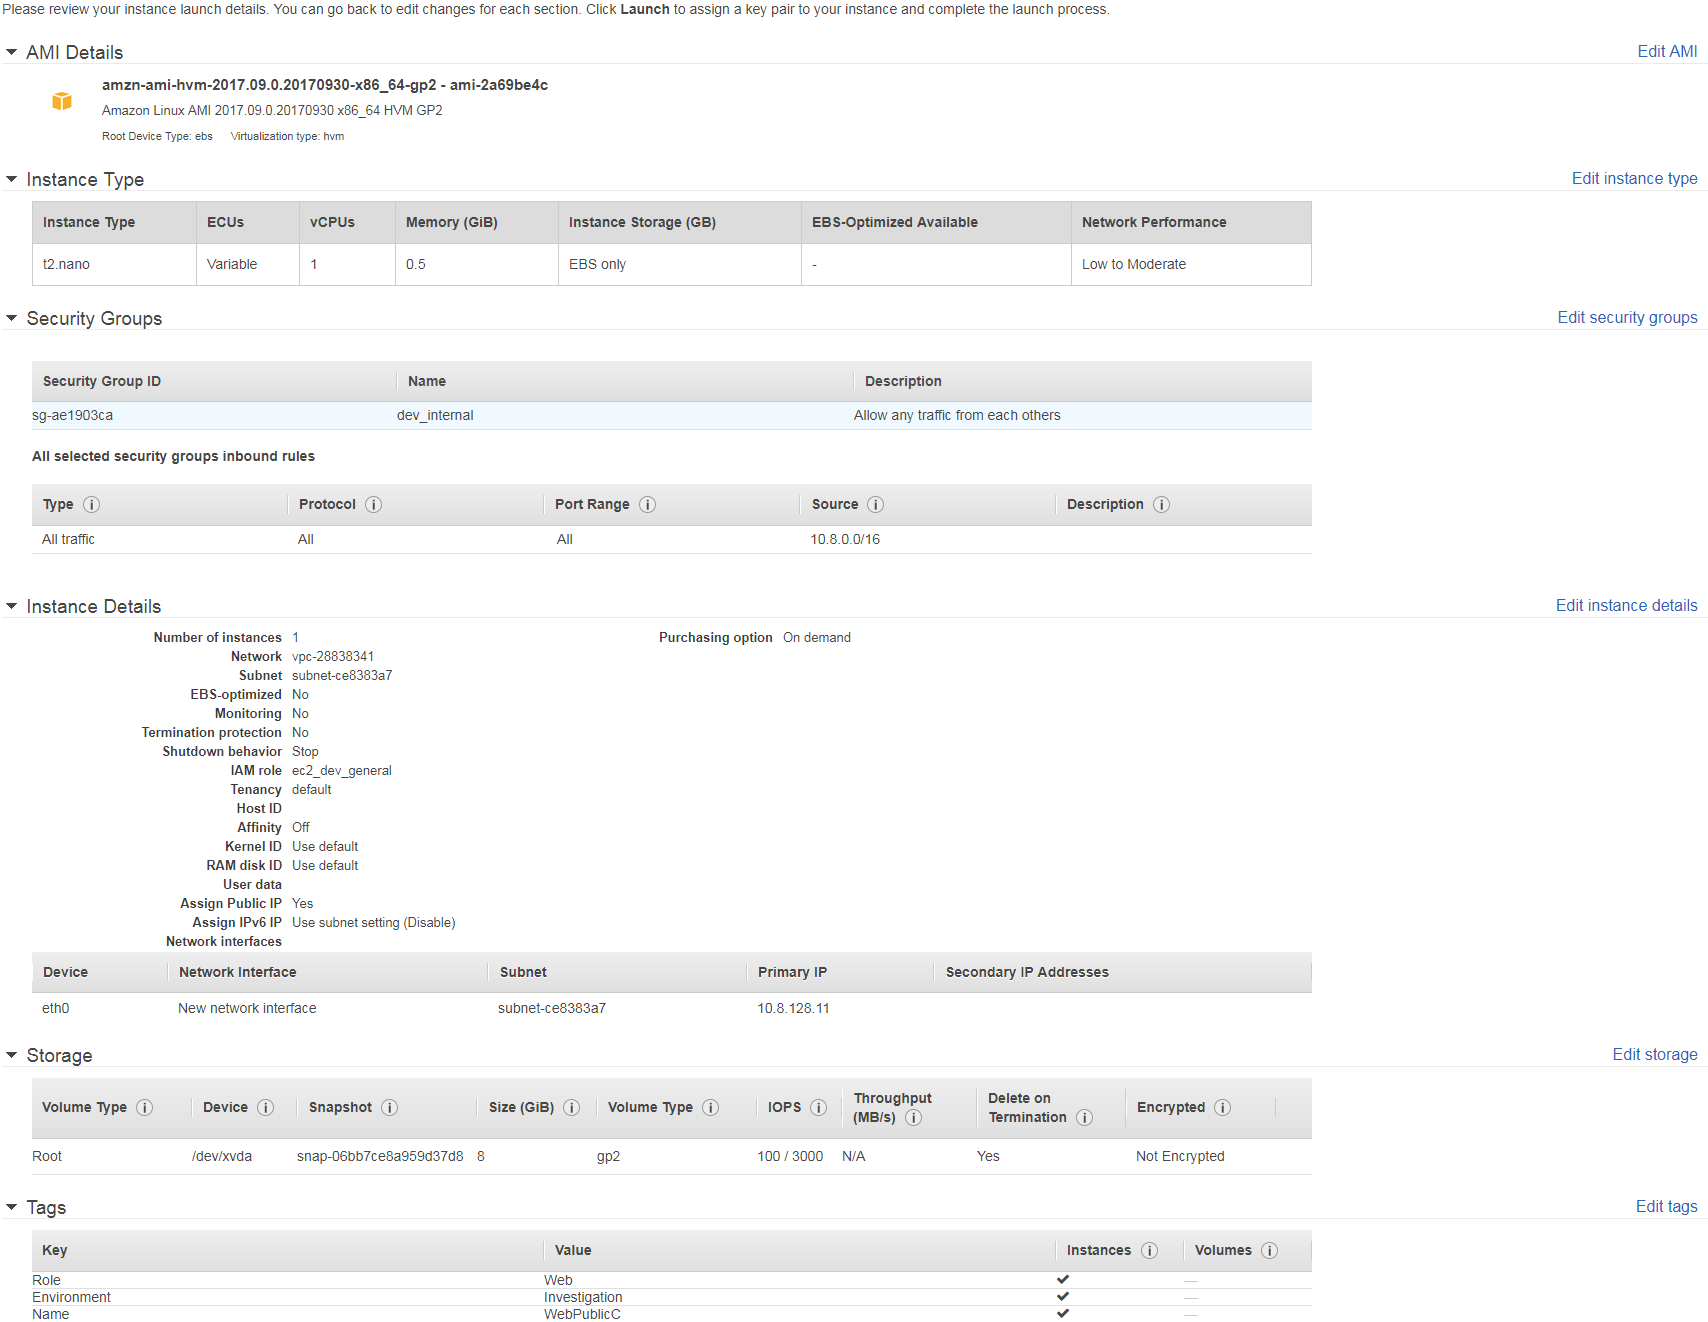 Please review your instance launch details. You can go back to edit changes for each section. Click Launch to assign a key pair to your instance and complete the launch process.
AMI Details Edit AMI
amzn-ami-hvm-2017.09.0.20170930-x86_64-gp2 - ami-2a69be4c
Amazon Linux AMI 2017.09.0.20170930 x86_64 HVM GP2
Root Device Type: ebs Virtualization type: hvm
Instance Type Edit instance type
Instance Type ECUs vCPUs Memory (GiB) Instance Storage (GB) EBS-Optimized Available Network Performance
t2.nano Variable 1 0.5 EBS only - Low to Moderate
Security Groups Edit security groups
Security Group ID Name Description
sg-ae1903ca dev_internal Allow any traffic from each others
All selected security groups inbound rules
Type Protocol Port Range Source Description
All traffic All All 10.8.0.0/16
Instance Details Edit instance details
Number of instances 1 Purchasing option On demand
Network vpc-28838341
Subnet subnet-ce8383a7
EBS-optimized No
Monitoring No
Termination protection No
Shutdown behavior Stop
IAM role ec2_dev_general
Tenancy default
Host ID
Affinity Off
Kernel ID Use default
RAM disk ID Use default
User data
Assign Public IP Yes
Assign IPv6 IP Use subnet setting (Disable)
Network interfaces
Device Network Interface Subnet Primary IP Secondary IP Addresses
eth0 New network interface subnet-ce8383a7 10.8.128.11
Storage Edit storage
Volume Type Device Snapshot Size (GiB) Volume Type IOPS Throughput (MB/s) Delete on Termination Encrypted
Root /dev/xvda snap-06bb7ce8a959d37d8 8 gp2 100 / 3000 N/A Yes Not Encrypted
Tags Edit tags
Key Value Instances Volumes
Role Web
Environment Investigation
Name WebPublicC